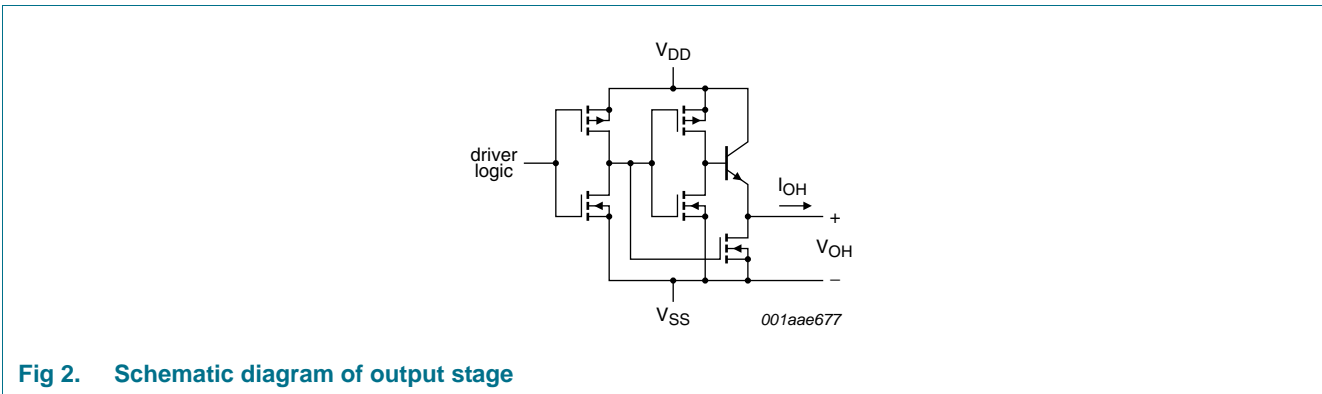 VDD
driver
logic
IOH
+
VOH
−
VSS
001aae677
Fig 2. Schematic diagram of output stage